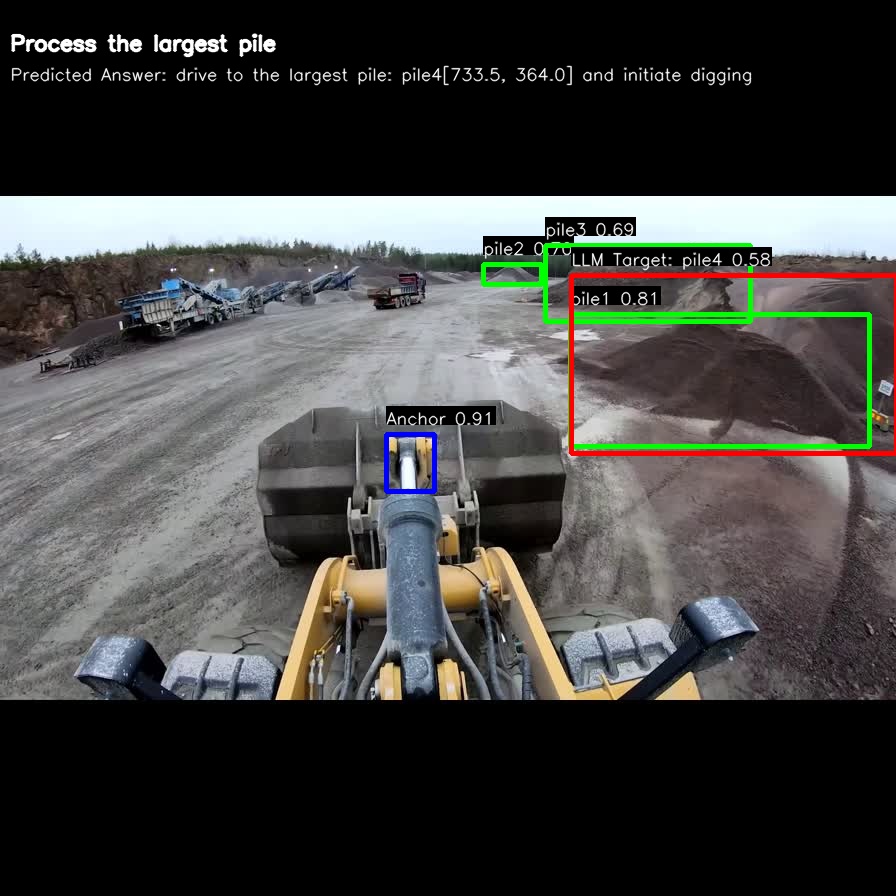 Process the largest pile
Predicted Answer: drive to the largest pile: pile4[733.5, 364.0] and initiate digging
pile3 0.69
pile2 0.70
LLM Target: pile4 0.58
pile1 0.81
Anchor 0.91